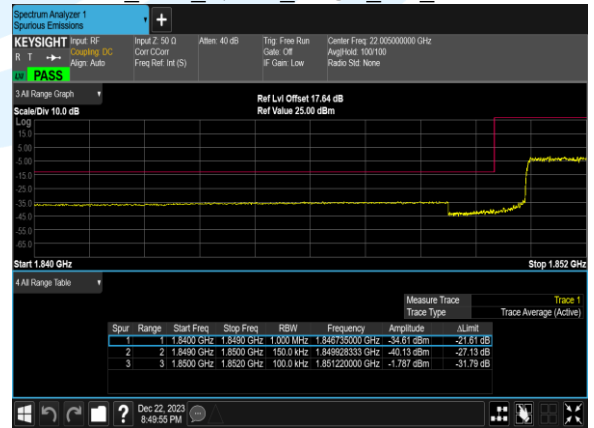 Spectrum Analyzer 1
Spurious Emissions
+
KEYSIGHT Input: RF Input Z: 50 Ω Atten: 40 dB Trig: Free Run Center Freq: 22.005000000 GHz
R T Coupling: DC Corr CCorr Gate: Off Avg|Hold: 100/100
Align: Auto Freq Ref: Int (S) IF Gain: Low Radio Std: None
LV PASS
3 All Range Graph
Ref Lvl Offset 17.64 dB
Scale/Div 10.0 dB Ref Value 25.00 dBm
Log
15.0
5.00
-5.00
-15.0
-25.0
-35.0
-45.0
-55.0
-65.0
Start 1.840 GHz Stop 1.852 GHz
4 All Range Table
Measure Trace Trace 1
Trace Type Trace Average (Active)
Spur Range Start Freq Stop Freq RBW Frequency Amplitude ΔLimit
1 1 1.8400 GHz 1.8490 GHz 1.000 MHz 1.846735000 GHz -34.61 dBm -21.61 dB
2 2 1.8490 GHz 1.8500 GHz 150.0 kHz 1.849928333 GHz -40.13 dBm -27.13 dB
3 3 1.8500 GHz 1.8520 GHz 100.0 kHz 1.851220000 GHz -1.787 dBm -31.79 dB
? Dec 22, 2023
8:49:55 PM